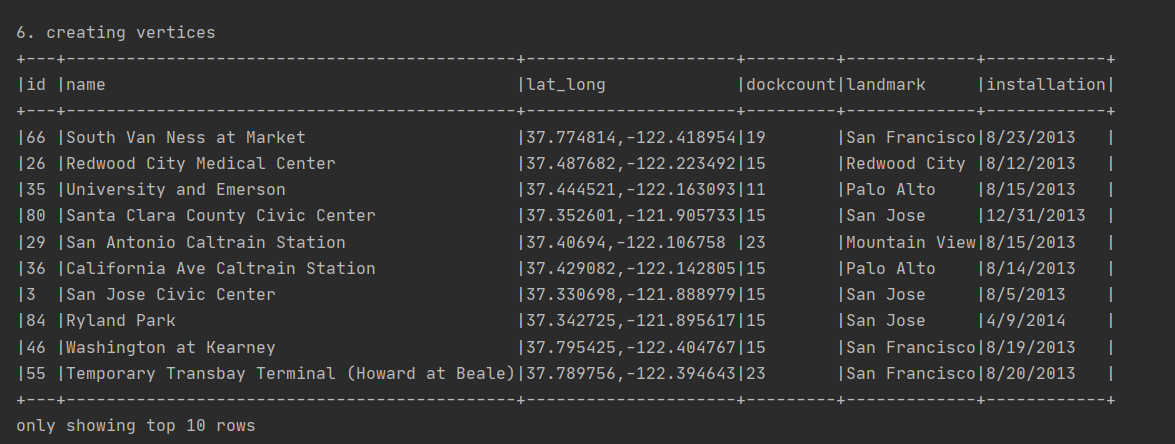 6. creating vertices
+---+---------------------------------------------+---------------------+---------+-------------+------------+
|id |name                                         |lat_long             |dockcount|landmark     |installation|
+---+---------------------------------------------+---------------------+---------+-------------+------------+
|66 |South Van Ness at Market                     |37.774814,-122.418954|19       |San Francisco|8/23/2013   |
|26 |Redwood City Medical Center                  |37.487682,-122.223492|15       |Redwood City |8/12/2013   |
|35 |University and Emerson                       |37.444521,-122.163093|11       |Palo Alto    |8/15/2013   |
|80 |Santa Clara County Civic Center              |37.352601,-121.905733|15       |San Jose     |12/31/2013  |
|29 |San Antonio Caltrain Station                 |37.40694,-122.106758 |23       |Mountain View|8/15/2013   |
|36 |California Ave Caltrain Station              |37.429082,-122.142805|15       |Palo Alto    |8/14/2013   |
|3  |San Jose Civic Center                        |37.330698,-121.888979|15       |San Jose     |8/5/2013    |
|84 |Ryland Park                                  |37.342725,-121.895617|15       |San Jose     |4/9/2014    |
|46 |Washington at Kearney                        |37.795425,-122.404767|15       |San Francisco|8/19/2013   |
|55 |Temporary Transbay Terminal (Howard at Beale)|37.789756,-122.394643|23       |San Francisco|8/20/2013   |
+---+---------------------------------------------+---------------------+---------+-------------+------------+
only showing top 10 rows